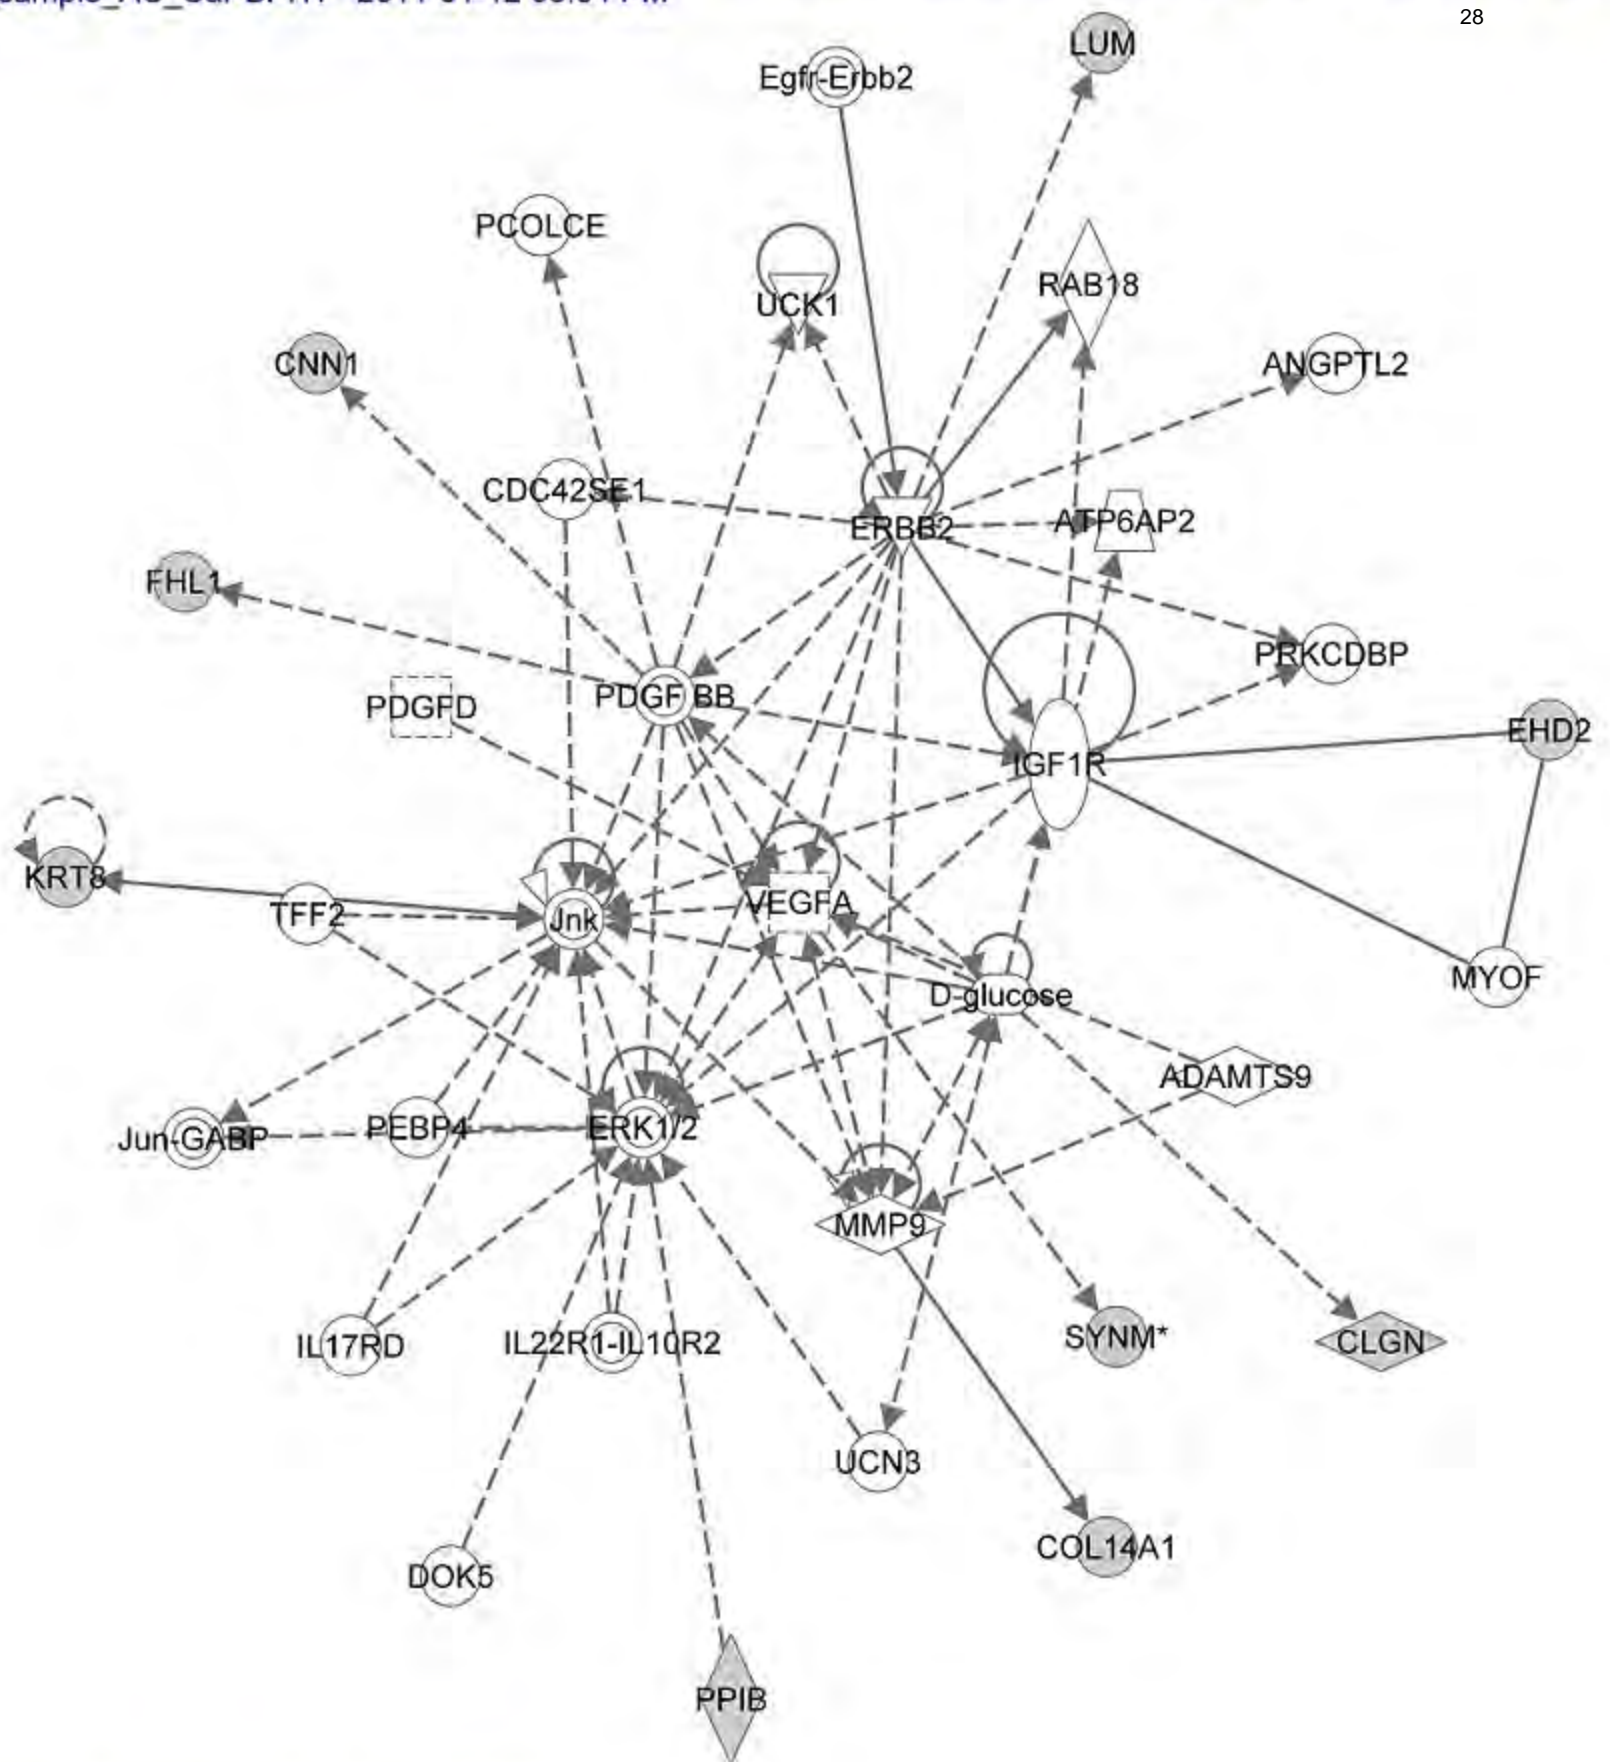 28
LUM
Egfr-Erbb2
PCOLCE
UCK1
RAB18
CNN1
ANGPTL2
CDC42SE1
ERBB2
ATP6AP2
FHL1
PRKCDBP
PDGF BB
PDGFD
EHD2
IGF1R
KRT8
TFF2
Jnk
VEGFA
MYOF
D-glucose
ADAMTS9
Jun-GABP
PEBP4
ERK1/2
MMP9
IL17RD
IL22R1-IL10R2
SYNM*
CLGN
UCN3
COL14A1
DOK5
PPIB